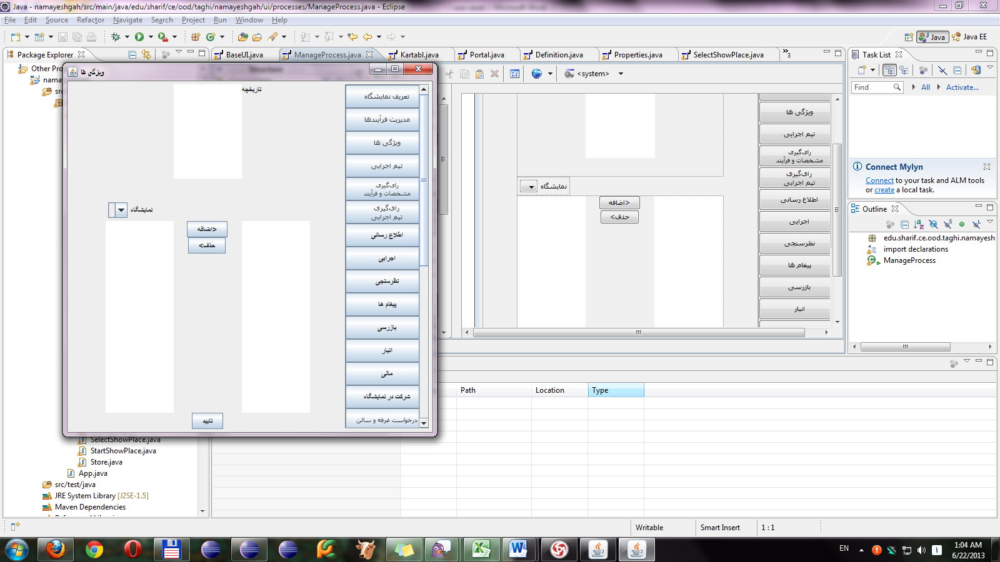 Java - namayeshgah/src/main/java/edu/sharif/ce/ood/taghi/namayeshgah/ui/processes/ManageProcess.java - Eclipse
File Edit Source Refactor Navigate Search Project Run Window Help
Java
Java EE
Package Explorer
BaseUI.java
ManageProcess.java
Kartabl.java
Portal.java
Definition.java
Properties.java
SelectShowPlace.java
3
Task List
<system>
Find
All
Activate...
Connect Mylyn
Connect to your task and ALM tools
or create a local task.
Outline
edu.sharif.ce.ood.taghi.namayesh
import declarations
ManageProcess
Other Pro
nama
src
ویژگی ها
تاریخچه
نمایشگاه
<اضافه
حذف>
تایید
تعریف نمایشگاه
مدیریت فرآیندها
ویژگی ها
تیم اجرایی
رای‌گیری
مشخصات و فرآیند
رای‌گیری
تیم اجرایی
اطلاع رسانی
اجرایی
نظرسنجی
پیغام ها
بازرسی
انبار
مالی
شرکت در نمایشگاه
درخواست غرفه و سالن
نمایشگاه
<اضافه
حذف>
ویژگی ها
تیم اجرایی
رای‌گیری
مشخصات و فرآیند
رای‌گیری
تیم اجرایی
اطلاع رسانی
اجرایی
نظرسنجی
پیغام ها
بازرسی
انبار
Path
Location
Type
SelectShowPlace.java
StartShowPlace.java
Store.java
App.java
src/test/java
JRE System Library [J2SE-1.5]
Maven Dependencies
Writable
Smart Insert
1 : 1
EN
1:04 AM
6/22/2013